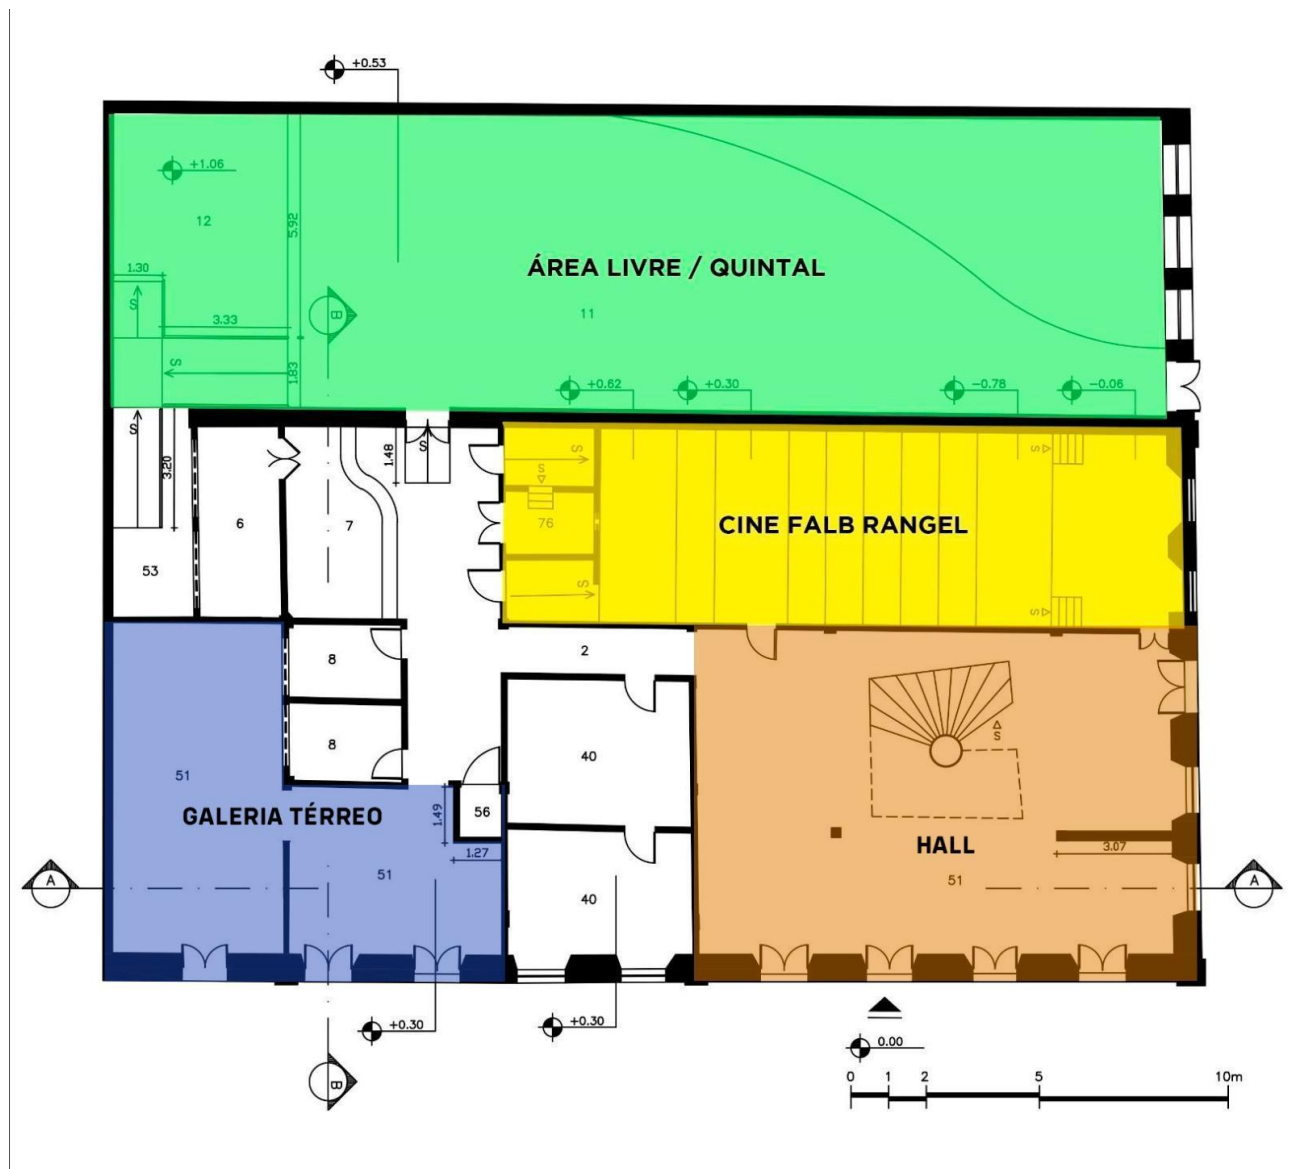 +0.53
+1.06
12
5.92
1.30
S
3.33
B
S
1.83
ÁREA LIVRE / QUINTAL
11
+0.62
+0.30
-0.78
-0.06
S
3.20
6
7
1.48
S
S
S
76
S
S
S
CINE FALB RANGEL
53
8
2
8
40
S
51
GALERIA TÉRREO
1.49
56
1.27
51
40
HALL
3.07
51
A
A
+0.30
+0.30
0.00
B
0 1 2 5 10m